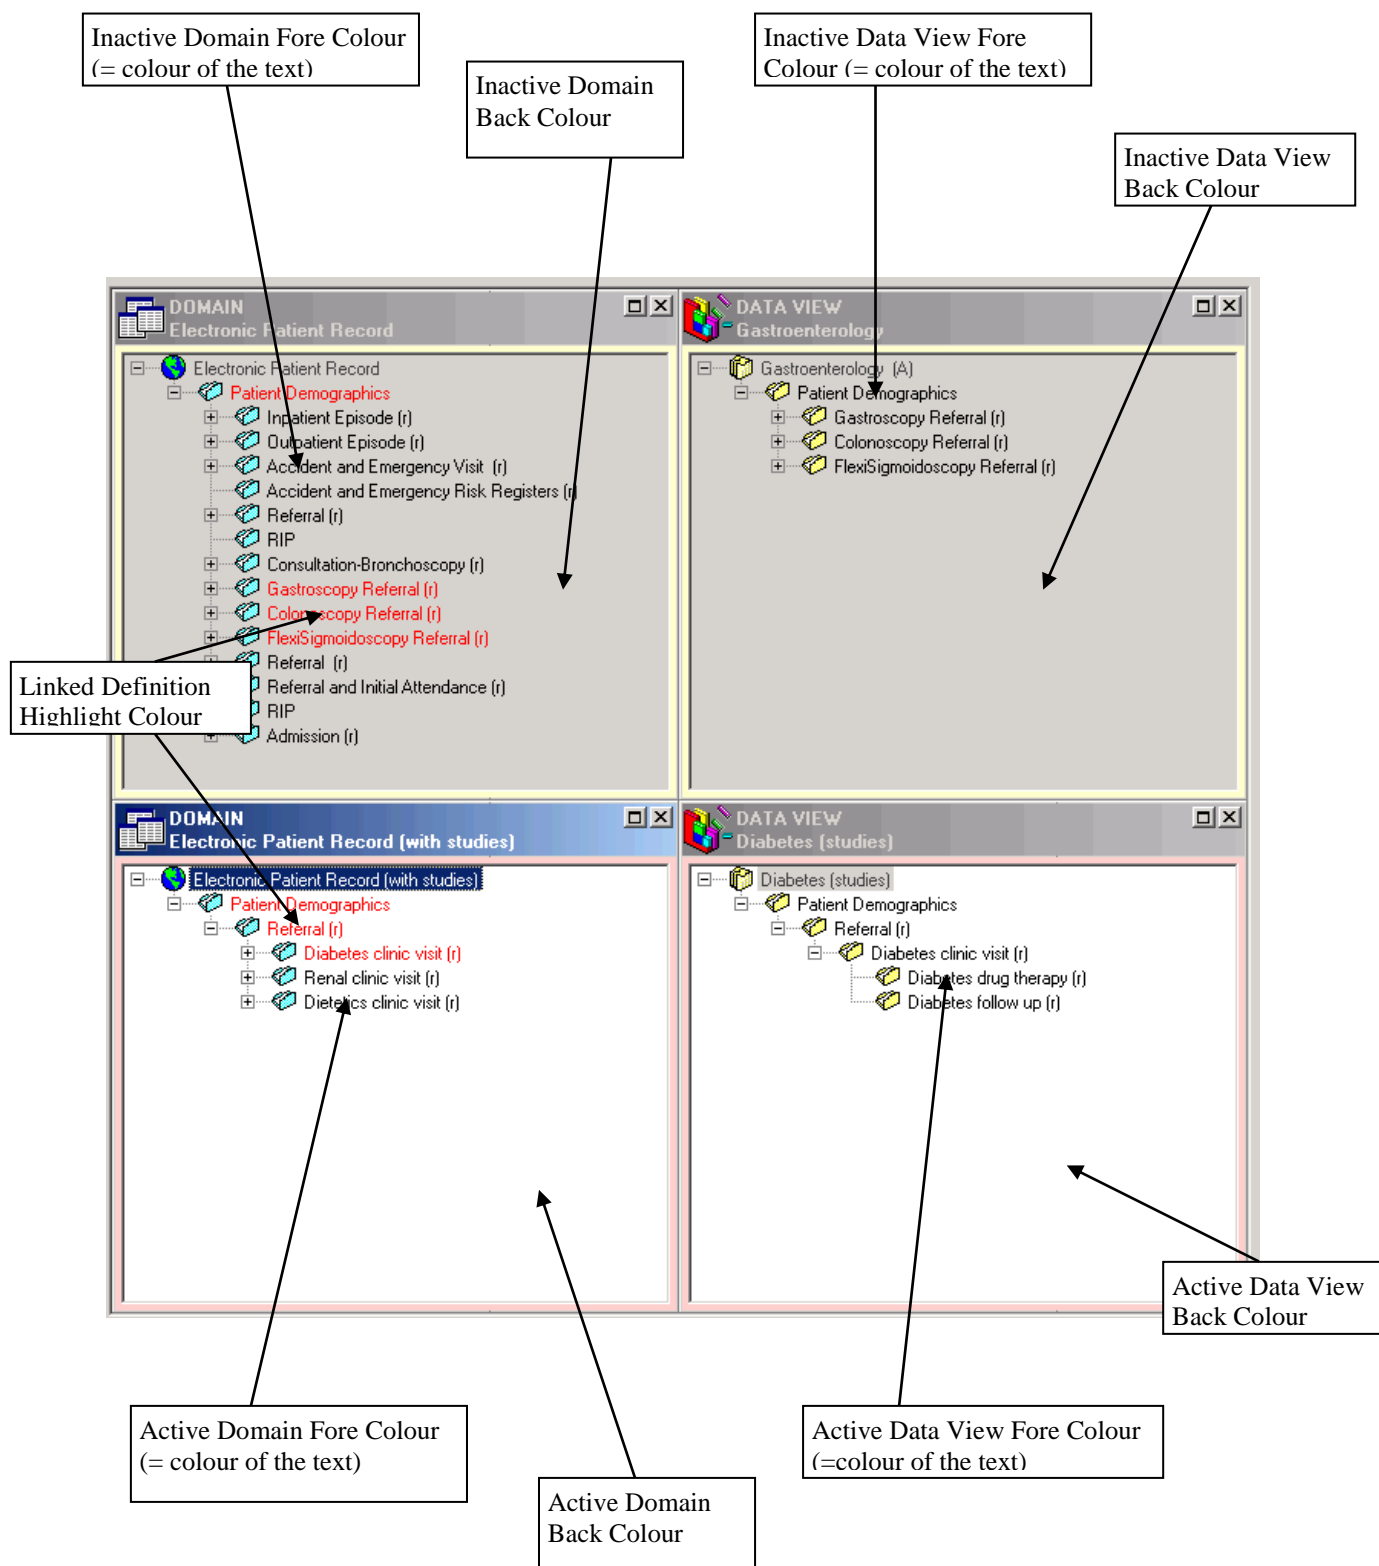 Inactive Domain Fore Colour
(= colour of the text)
Inactive Data View Fore
Colour (= colour of the text)
Inactive Domain
Back Colour
Inactive Data View
Back Colour
DOMAIN
Electronic Patient Record
Electronic Patient Record
Patient Demographics
Inpatient Episode (r)
Outpatient Episode (r)
Accident and Emergency Visit (r)
Accident and Emergency Risk Registers (r)
Referral (r)
RIP
Consultation-Bronchoscopy (r)
Gastroscopy Referral (r)
Colonoscopy Referral (r)
FlexiSigmoidoscopy Referral (r)
Referral (r)
Referral and Initial Attendance (r)
RIP
Admission (r)
DATA VIEW
Gastroenterology
Gastroenterology (A)
Patient Demographics
Gastroscopy Referral (r)
Colonoscopy Referral (r)
FlexiSigmoidoscopy Referral (r)
Linked Definition
Highlight Colour
DOMAIN
Electronic Patient Record (with studies)
Electronic Patient Record (with studies)
Patient Demographics
Referral (r)
Diabetes clinic visit (r)
Renal clinic visit (r)
Dietetics clinic visit (r)
DATA VIEW
Diabetes (studies)
Diabetes (studies)
Patient Demographics
Referral (r)
Diabetes clinic visit (r)
Diabetes drug therapy (r)
Diabetes follow up (r)
Active Data View
Back Colour
Active Domain Fore Colour
(= colour of the text)
Active Data View Fore Colour
(=colour of the text)
Active Domain
Back Colour